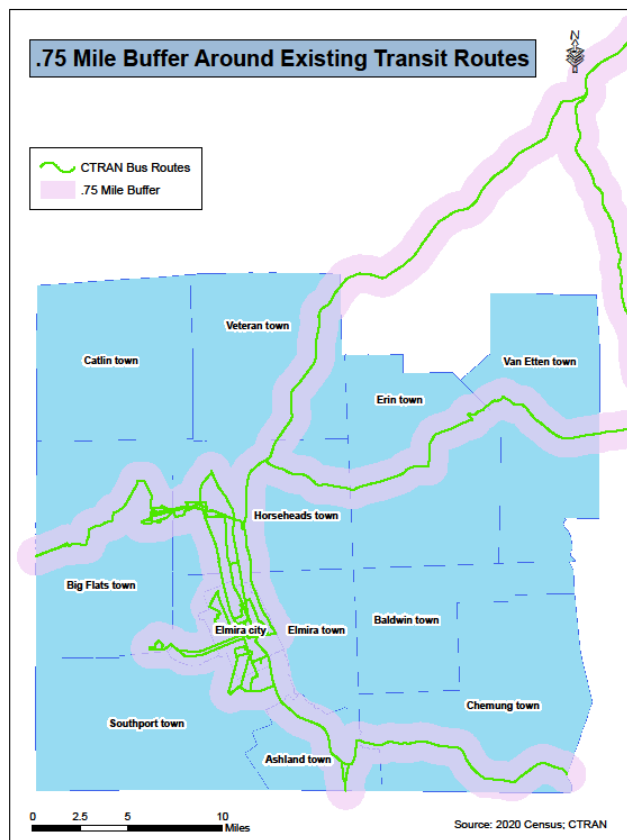 .75 Mile Buffer Around Existing Transit Routes
N
CTRAN Bus Routes
.75 Mile Buffer
Veteran town
Catlin town
Van Etten town
Erin town
Horseheads town
Big Flats town
Baldwin town
Elmira city
Elmira town
Chemung town
Southport town
Ashland town
0 2.5 5 10
Miles
Source: 2020 Census; CTRAN